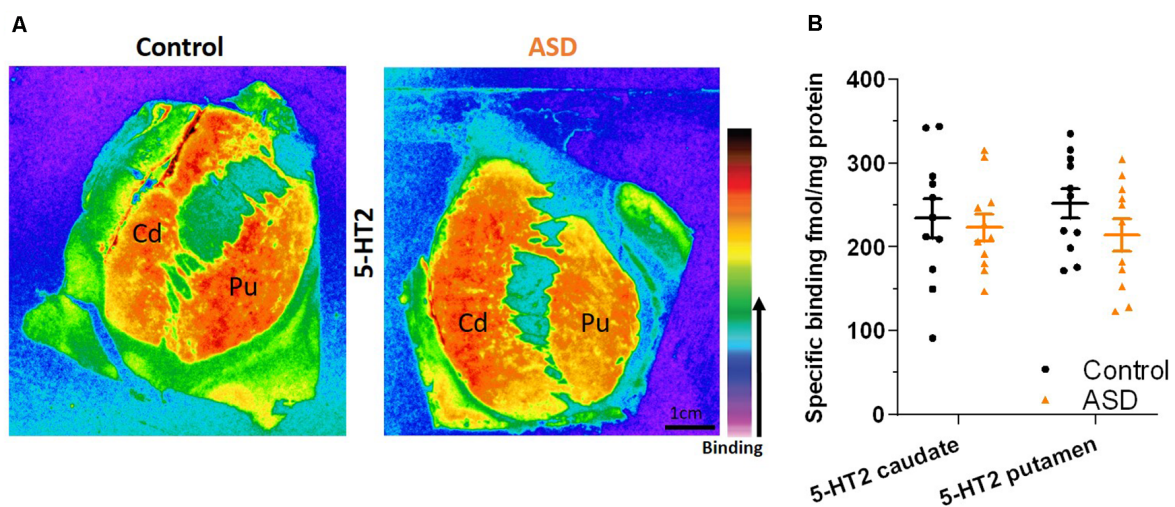 A
Control
ASD
5-HT2
Cd
Pu
Cd
Pu
1cm
Binding
B
Specific binding fmol/mg protein
400
300
200
100
0
Control
ASD
5-HT2 caudate
5-HT2 putamen